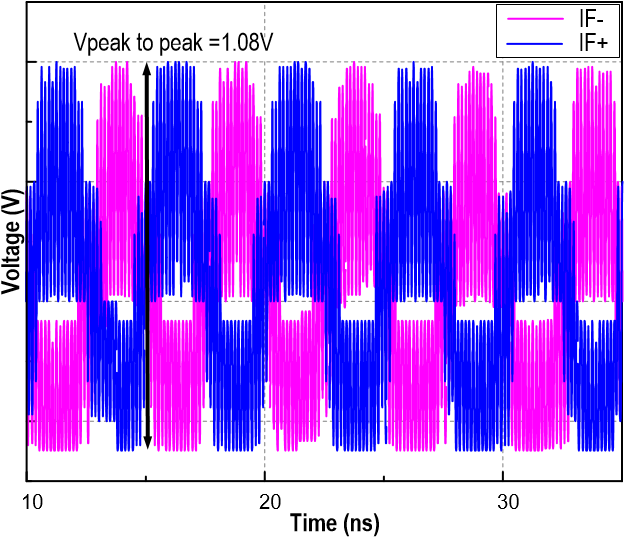 Vpeak to peak =1.08V
IF-
IF+
Voltage (V)
10
20
30
Time (ns)